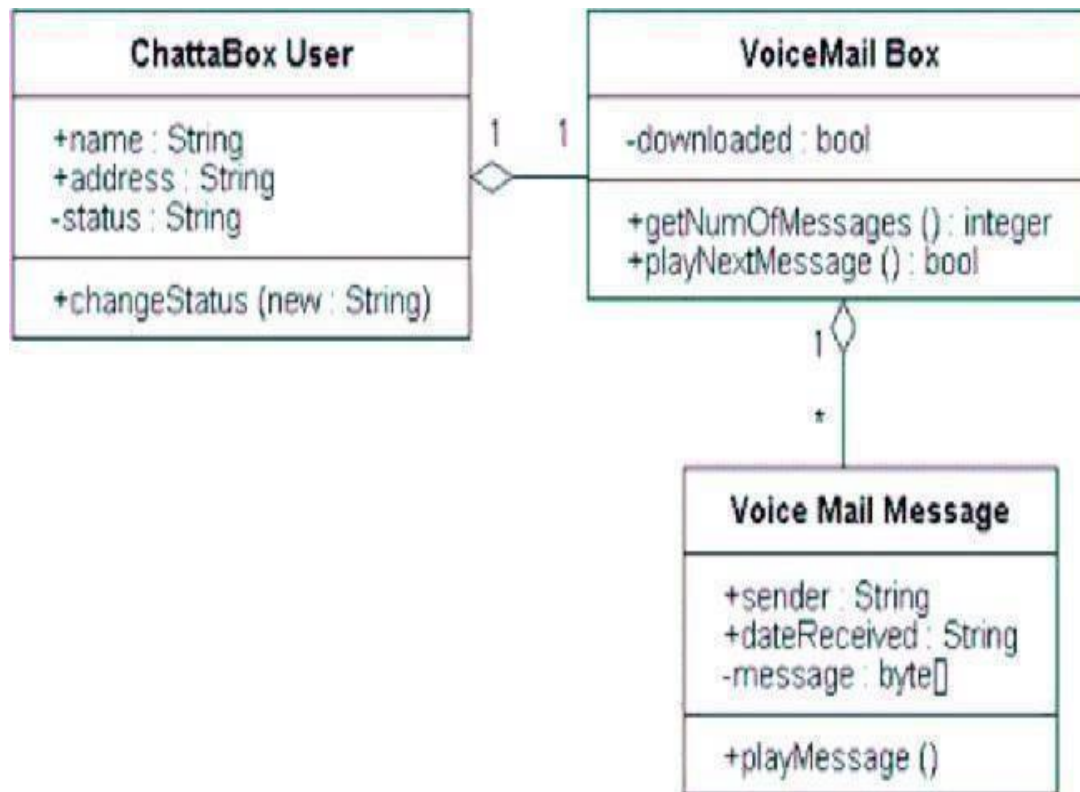 ChattaBox User
+name : String
+address : String
-status : String
+changeStatus (new : String)
1 1
VoiceMail Box
-downloaded : bool
+getNumOfMessages () : integer
+playNextMessage () : bool
1
*
Voice Mail Message
+sender : String
+dateReceived : String
-message : byte[]
+playMessage ()